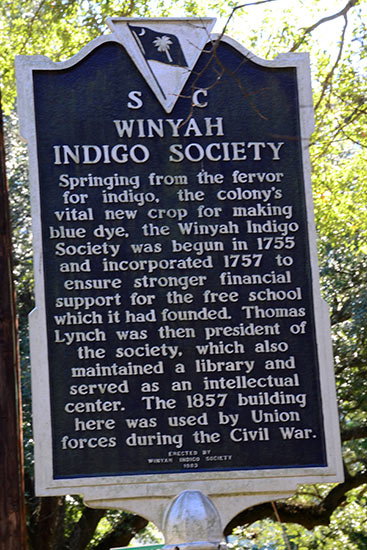 S C
WINYAH
INDIGO SOCIETY
Springing from the fervor
for indigo, the colony's
vital new crop for making
blue dye, the Winyah Indigo
Society was begun in 1755
and incorporated 1757 to
ensure stronger financial
support for the free school
which it had founded. Thomas
Lynch was then president of
the society, which also
maintained a library and
served as an intellectual
center. The 1857 building
here was used by Union
forces during the Civil War.
ERECTED BY
WINYAH INDIGO SOCIETY